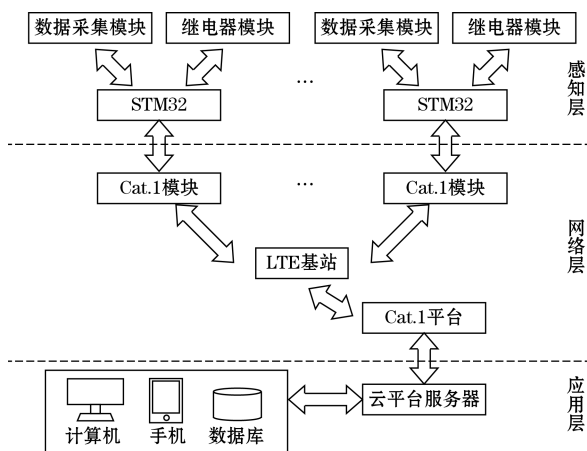 数据采集模块 继电器模块 数据采集模块 继电器模块
… 感知层
STM32 STM32
Cat.1模块 … Cat.1模块
网络层
LTE基站
Cat.1平台
应用层
云平台服务器
计算机 手机 数据库